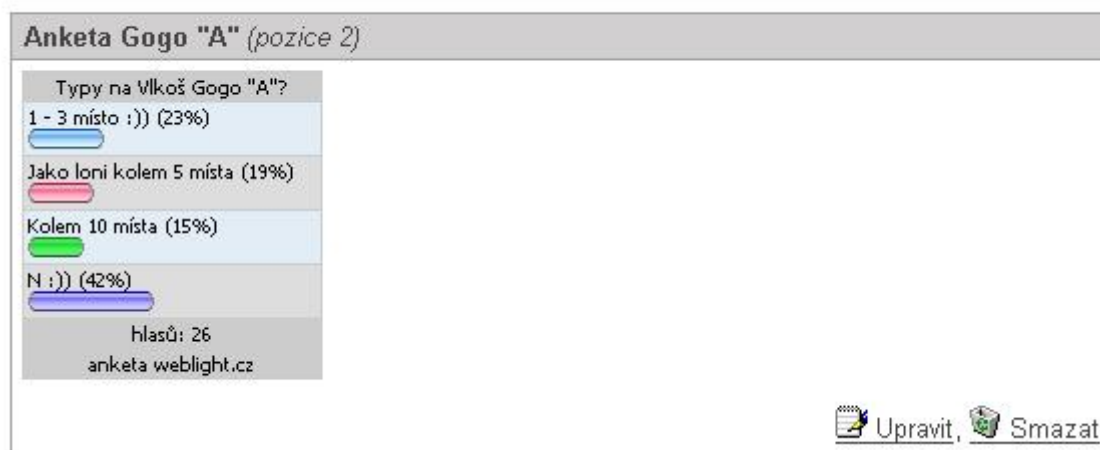 Anketa Gogo "A" (pozice 2)
Typy na Vlkoš Gogo "A"?
1 - 3 místo :)) (23%)
Jako loni kolem 5 místa (19%)
Kolem 10 místa (15%)
N :)) (42%)
hlasů: 26
anketa weblight.cz
Upravit, Smazat